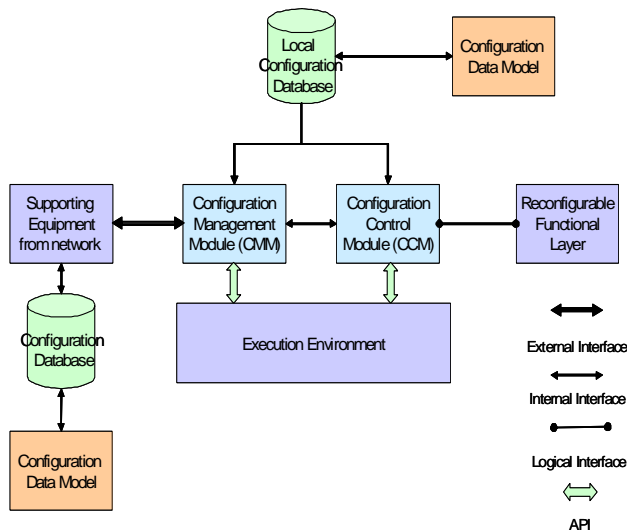 Local
Configuration
Database
Configuration
Data Model
Supporting
Equipment
from network
Configuration
Management
Module (CMM)
Configuration
Control
Module (CCM)
Reconfigurable
Functional
Layer
Configuration
Database
Execution Environment
External Interface
Internal Interface
Configuration
Data Model
Logical Interface
API